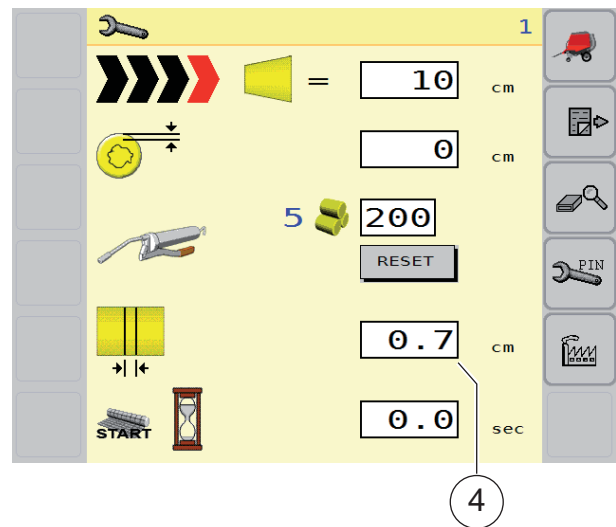 1
= 10 cm
0 cm
5 200
RESET
PIN
0.7 cm
START 0.0 sec
4